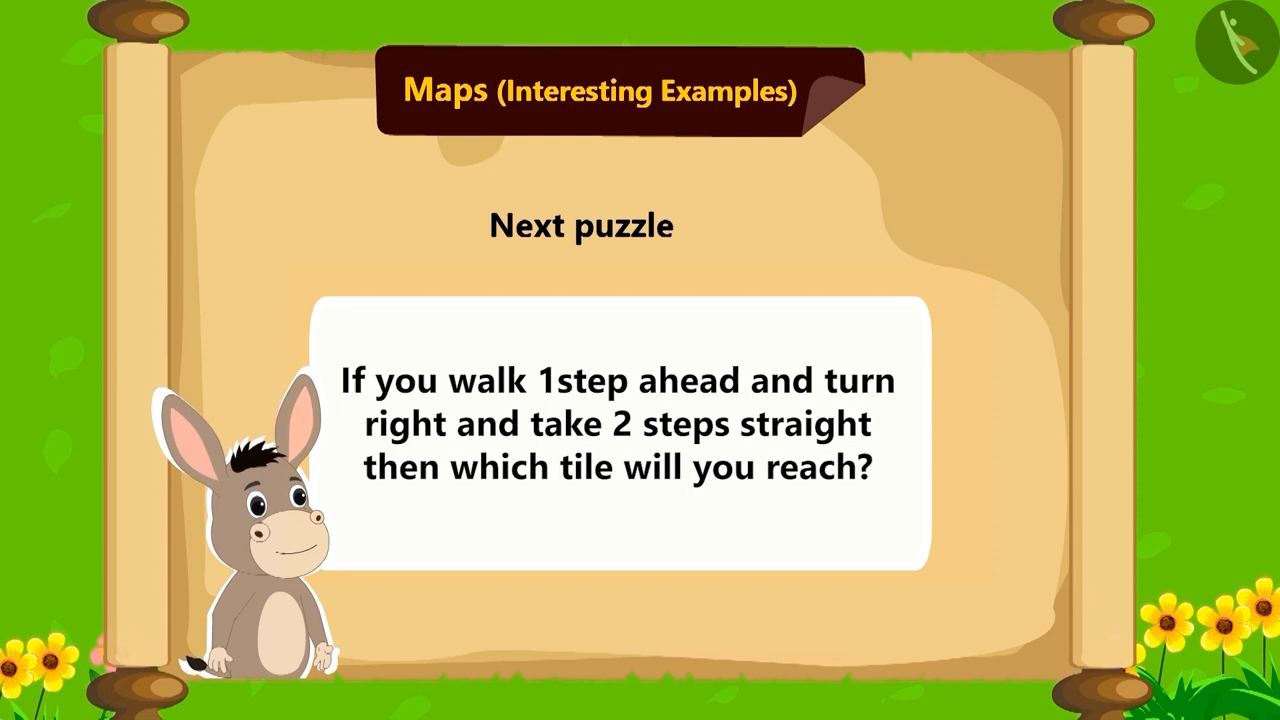 Maps (Interesting Examples)
Next puzzle
If you walk 1step ahead and turn
right and take 2 steps straight
then which tile will you reach?